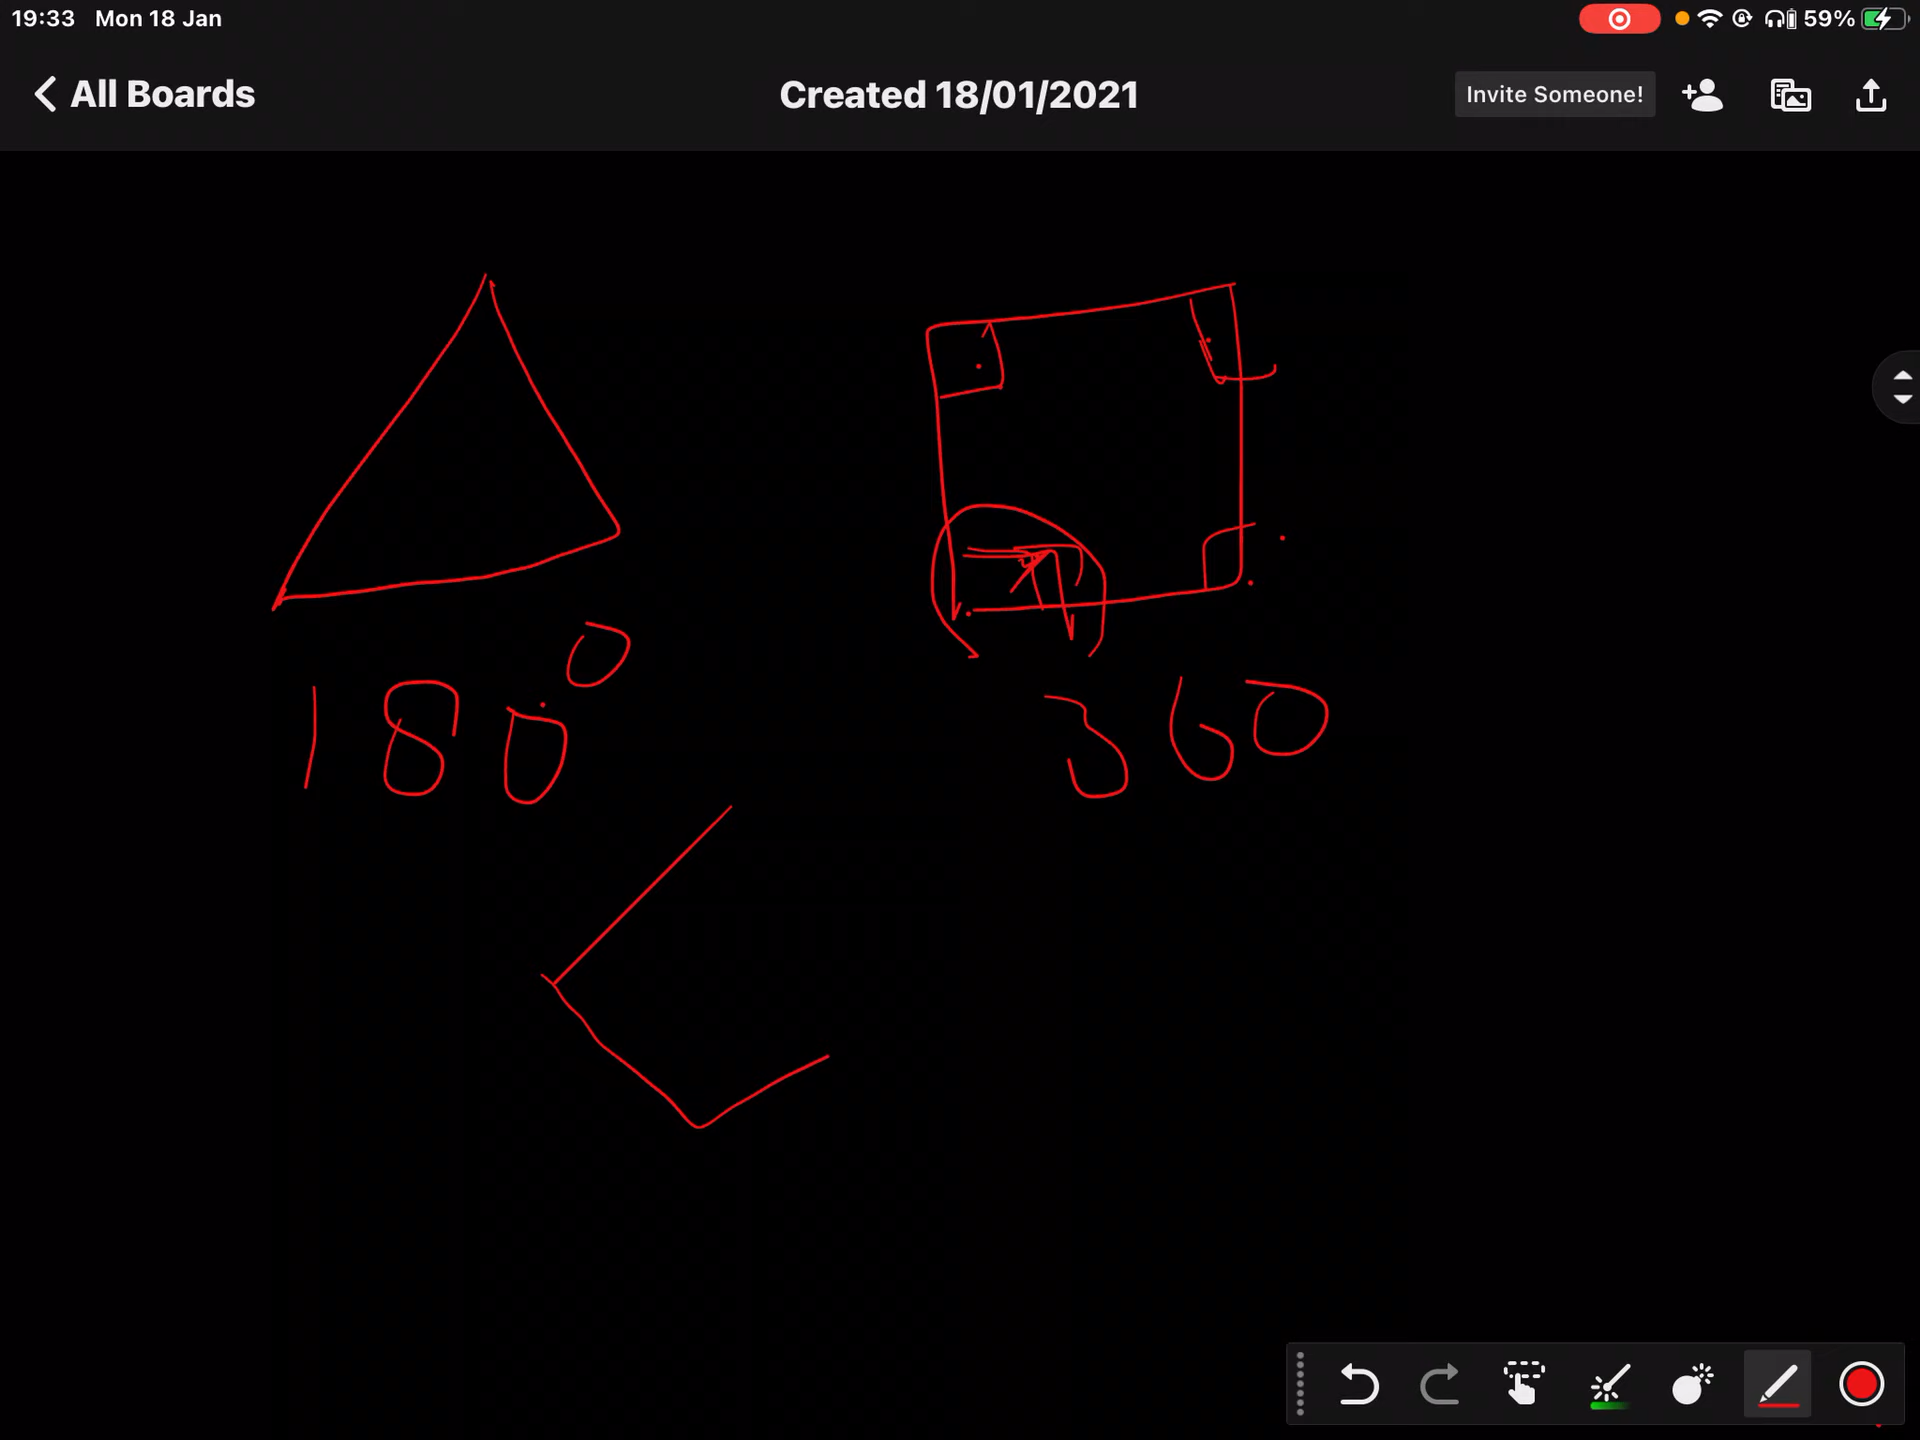 19:33 Mon 18 Jan 59%
All Boards Created 18/01/2021 Invite Someone!
180° 360